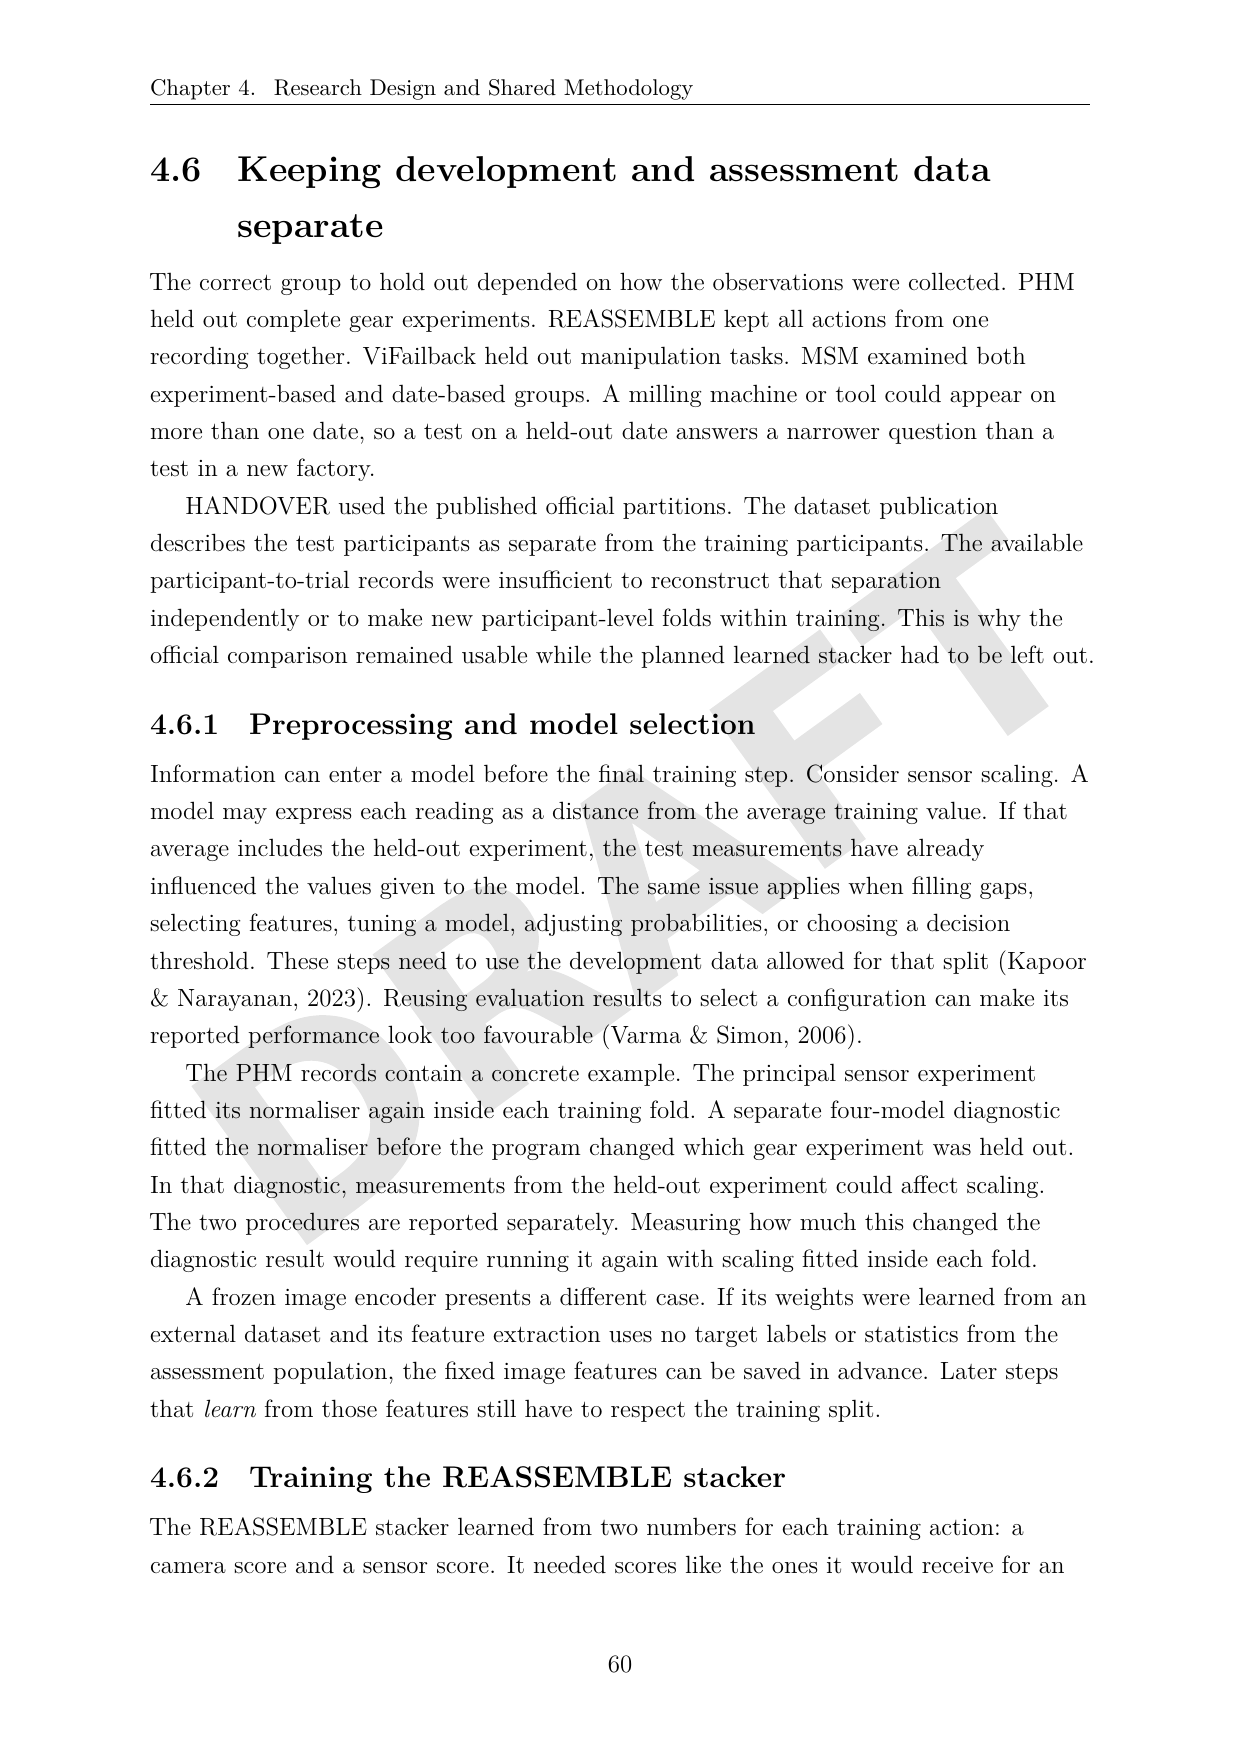 Chapter 4. Research Design and Shared Methodology
4.6 Keeping development and assessment data
separate
The correct group to hold out depended on how the observations were collected. PHM
held out complete gear experiments. REASSEMBLE kept all actions from one
recording together. ViFailback held out manipulation tasks. MSM examined both
experiment-based and date-based groups. A milling machine or tool could appear on
more than one date, so a test on a held-out date answers a narrower question than a
test in a new factory.
HANDOVER used the published official partitions. The dataset publication
describes the test participants as separate from the training participants. The available
participant-to-trial records were insufficient to reconstruct that separation
independently or to make new participant-level folds within training. This is why the
official comparison remained usable while the planned learned stacker had to be left out.
4.6.1 Preprocessing and model selection
Information can enter a model before the final training step. Consider sensor scaling. A
model may express each reading as a distance from the average training value. If that
average includes the held-out experiment, the test measurements have already
influenced the values given to the model. The same issue applies when filling gaps,
selecting features, tuning a model, adjusting probabilities, or choosing a decision
threshold. These steps need to use the development data allowed for that split (Kapoor
& Narayanan, 2023). Reusing evaluation results to select a configuration can make its
reported performance look too favourable (Varma & Simon, 2006).
The PHM records contain a concrete example. The principal sensor experiment
fitted its normaliser again inside each training fold. A separate four-model diagnostic
fitted the normaliser before the program changed which gear experiment was held out.
In that diagnostic, measurements from the held-out experiment could affect scaling.
The two procedures are reported separately. Measuring how much this changed the
diagnostic result would require running it again with scaling fitted inside each fold.
A frozen image encoder presents a different case. If its weights were learned from an
external dataset and its feature extraction uses no target labels or statistics from the
assessment population, the fixed image features can be saved in advance. Later steps
that learn from those features still have to respect the training split.
4.6.2 Training the REASSEMBLE stacker
The REASSEMBLE stacker learned from two numbers for each training action: a
camera score and a sensor score. It needed scores like the ones it would receive for an
60
DRAFT